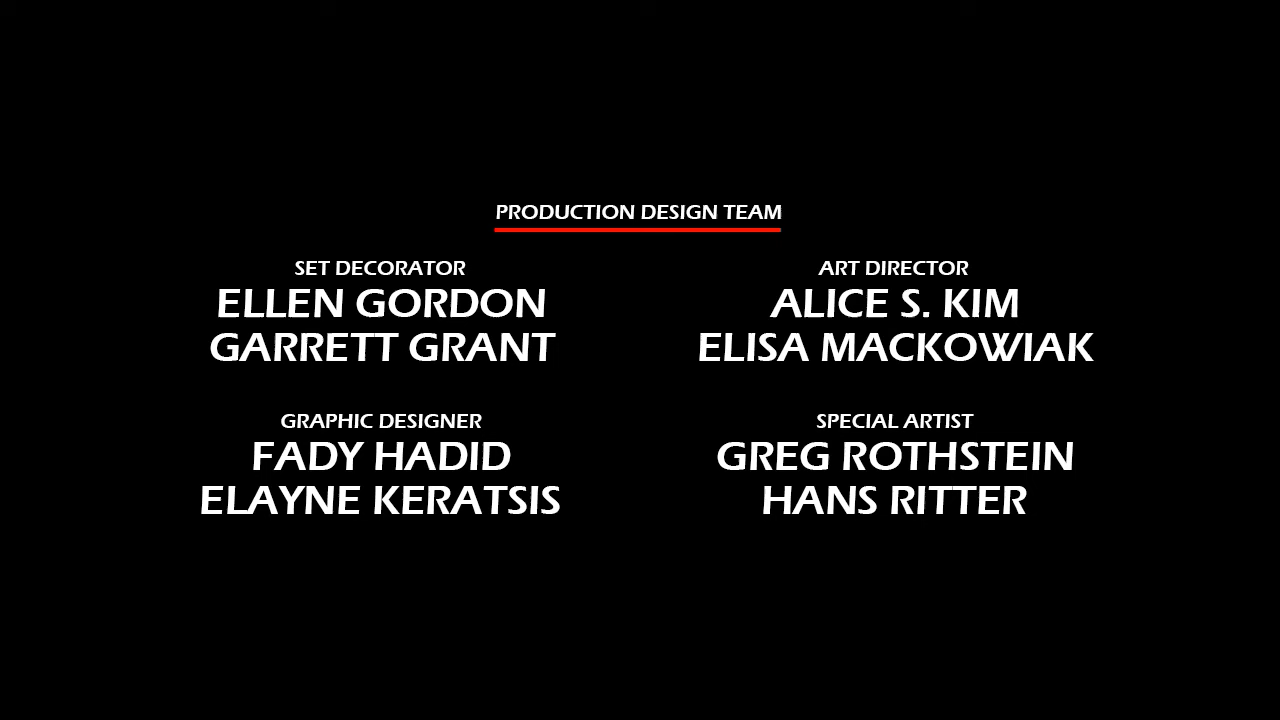 PRODUCTION DESIGN TEAM
SET DECORATOR
ELLEN GORDON
GARRETT GRANT
ART DIRECTOR
ALICE S. KIM
ELISA MACKOWIAK
GRAPHIC DESIGNER
FADY HADID
ELAYNE KERATSIS
SPECIAL ARTIST
GREG ROTHSTEIN
HANS RITTER